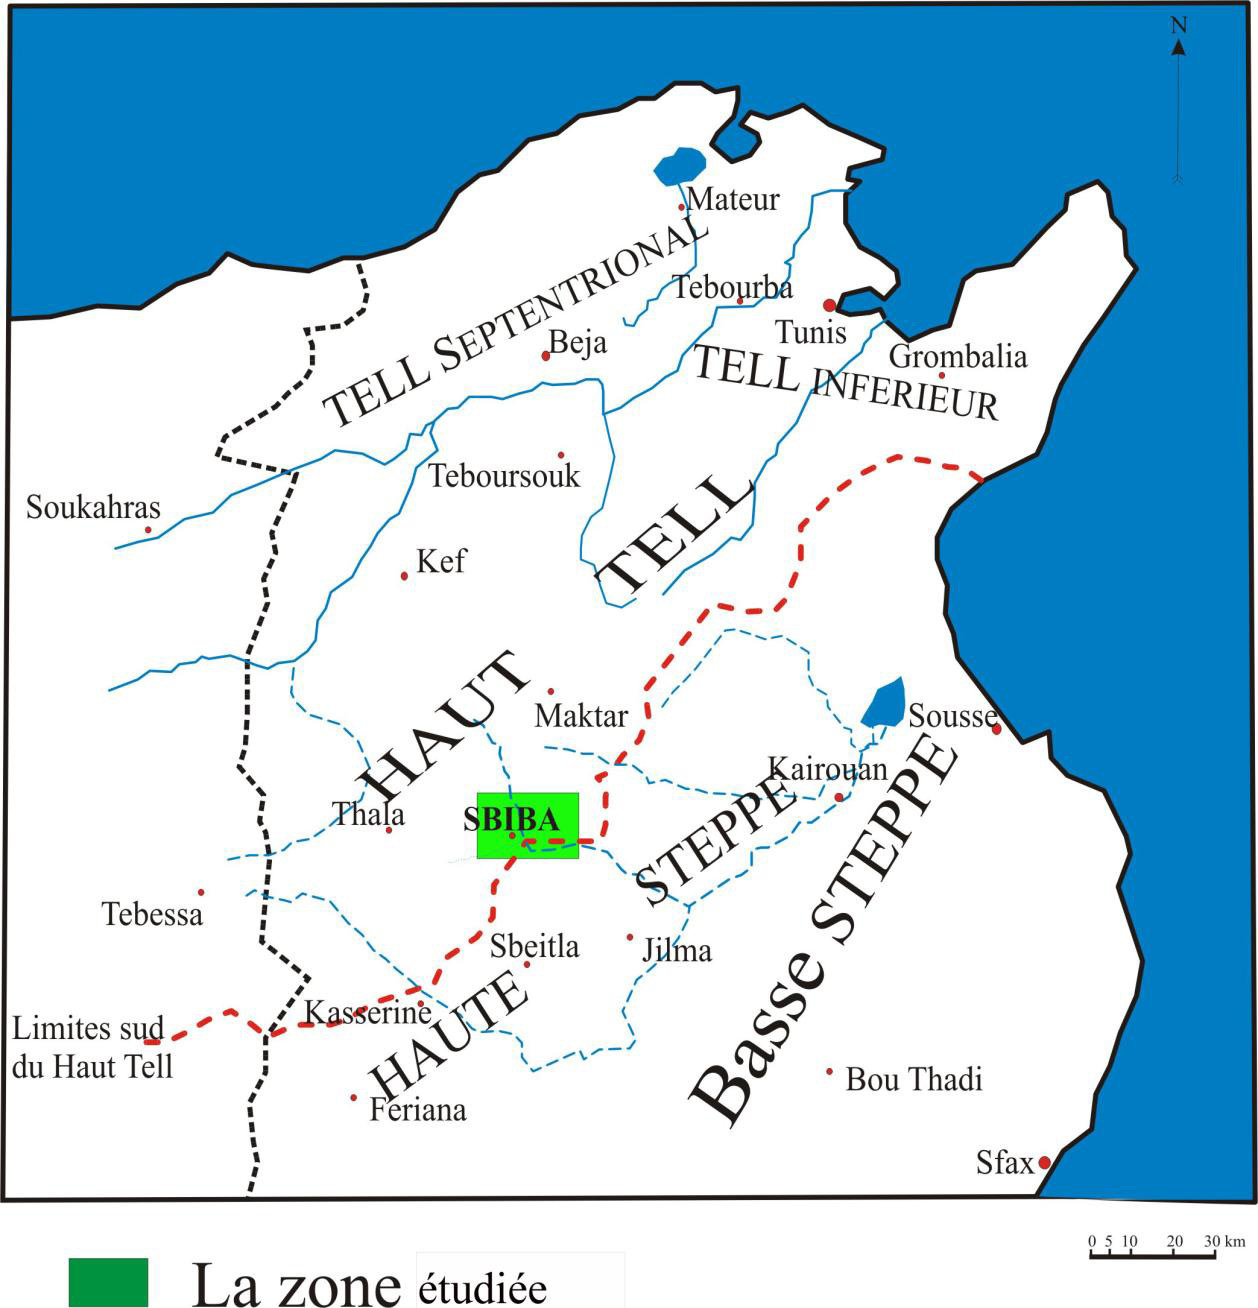 N
Mateur
TELL SEPTENTRIONAL
Tebourba
Tunis
Beja
Grombalia
TELL INFERIEUR
Teboursouk
Soukahras
TELL
Kef
HAUT
Maktar
Sousse
Kairouan
Thala
SBIBA
STEPPE
Basse STEPPE
Tebessa
Sbeitla
Jilma
Kasserine
HAUTE
Limites sud
du Haut Tell
Bou Thadi
Feriana
Sfax
0 5 10 20 30 km
La zone étudiée